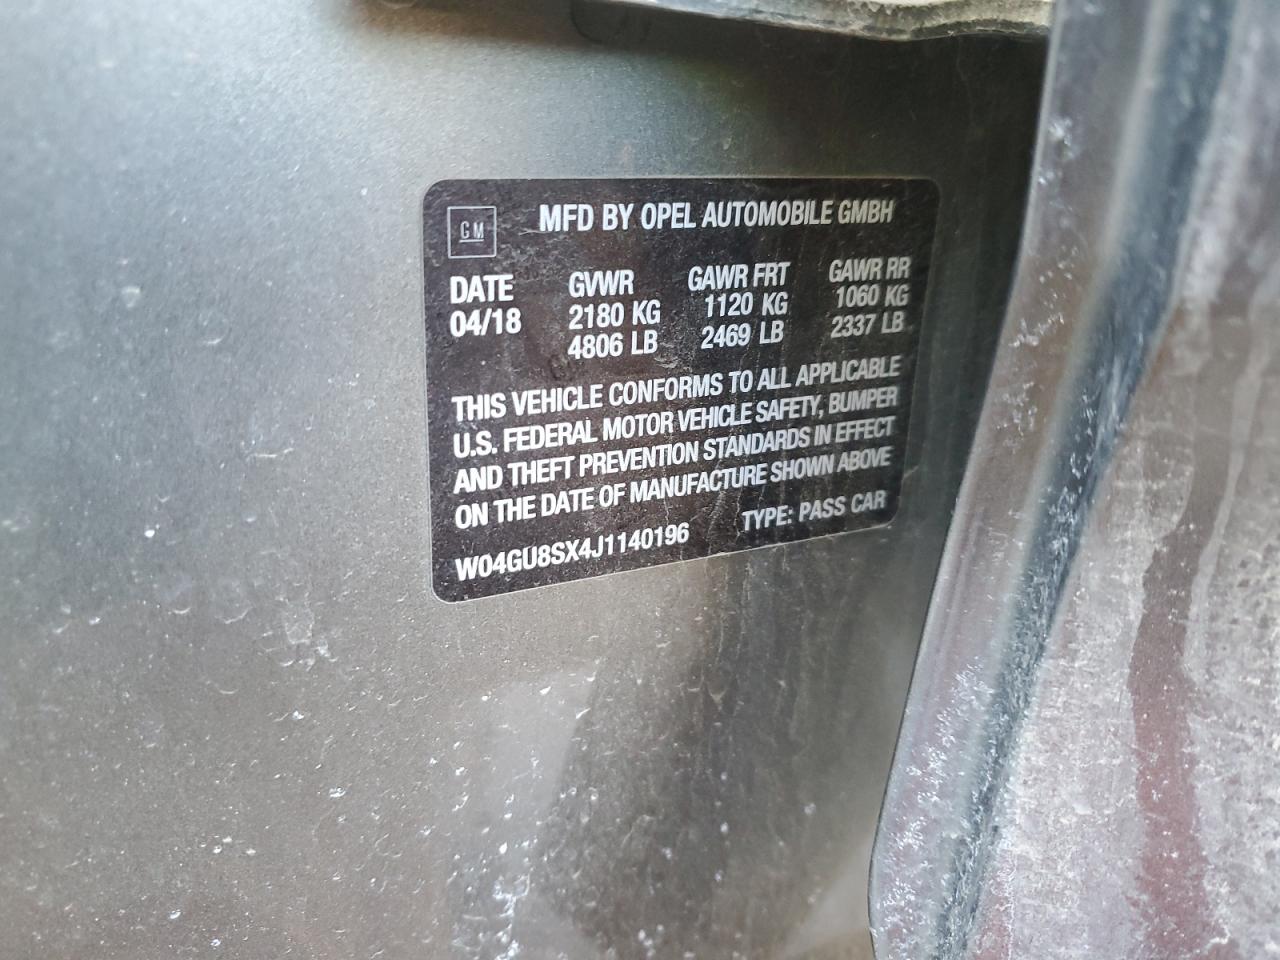 GM
MFD BY OPEL AUTOMOBILE GMBH
DATE GVWR GAWR FRT GAWR RR
04/18 2180 KG 1120 KG 1060 KG
4806 LB 2469 LB 2337 LB
THIS VEHICLE CONFORMS TO ALL APPLICABLE
U.S. FEDERAL MOTOR VEHICLE SAFETY, BUMPER
AND THEFT PREVENTION STANDARDS IN EFFECT
ON THE DATE OF MANUFACTURE SHOWN ABOVE
W04GU8SX4J1140196 TYPE: PASS CAR